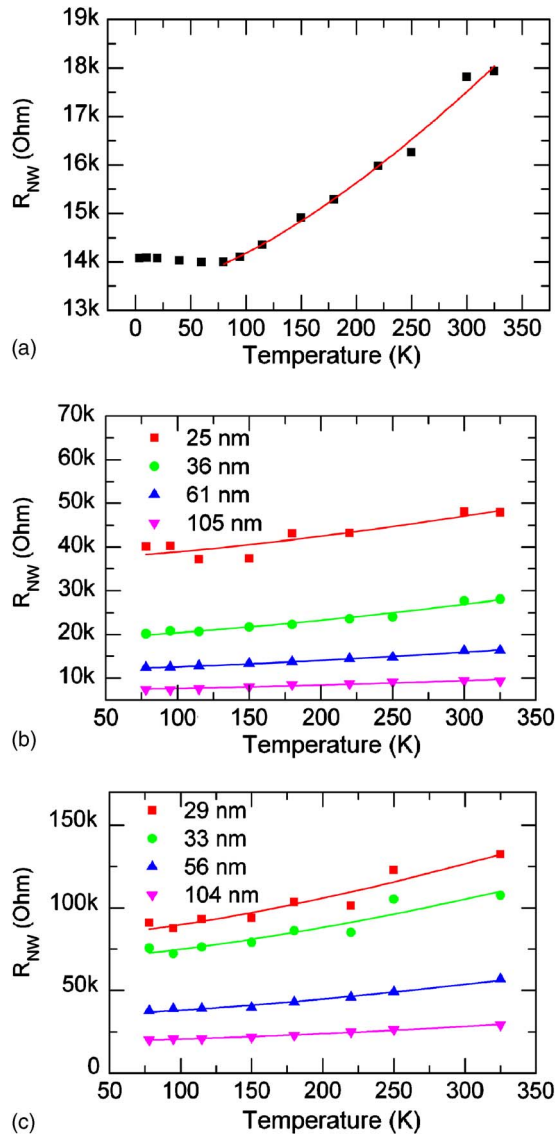 19k
18k
17k
16k
15k
14k
13k
R_NW (Ohm)
0 50 100 150 200 250 300 350
Temperature (K)
(a)
70k
60k
50k
40k
30k
20k
10k
R_NW (Ohm)
25 nm
36 nm
61 nm
105 nm
50 100 150 200 250 300 350
Temperature (K)
(b)
150k
100k
50k
0
R_NW (Ohm)
29 nm
33 nm
56 nm
104 nm
50 100 150 200 250 300 350
Temperature (K)
(c)